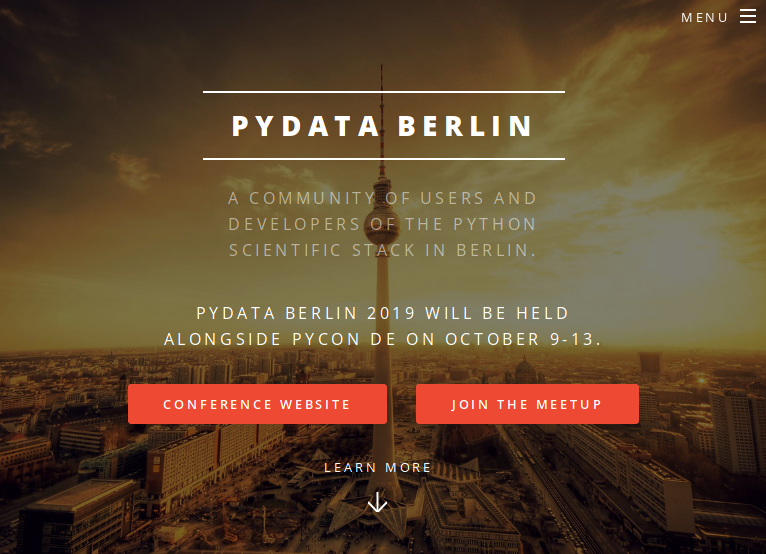 MENU
PYDATA BERLIN
A COMMUNITY OF USERS AND
DEVELOPERS OF THE PYTHON
SCIENTIFIC STACK IN BERLIN.
PYDATA BERLIN 2019 WILL BE HELD
ALONGSIDE PYCON DE ON OCTOBER 9-13.
CONFERENCE WEBSITE
JOIN THE MEETUP
LEARN MORE